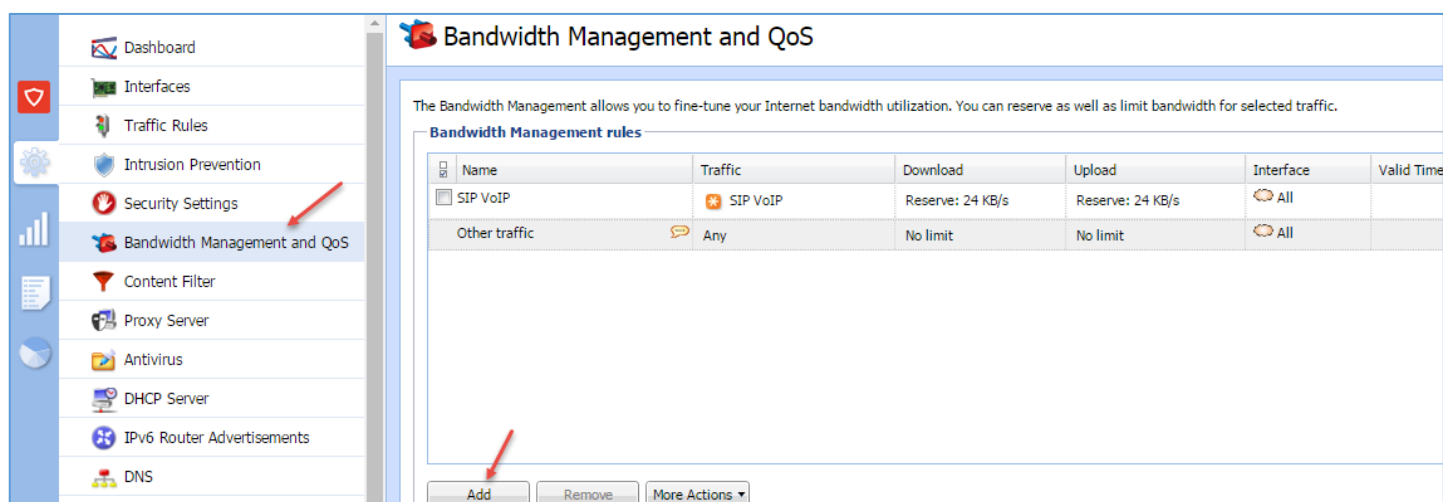 Dashboard
Interfaces
Traffic Rules
Intrusion Prevention
Security Settings
Bandwidth Management and QoS
Content Filter
Proxy Server
Antivirus
DHCP Server
IPv6 Router Advertisements
DNS
Bandwidth Management and QoS
The Bandwidth Management allows you to fine-tune your Internet bandwidth utilization. You can reserve as well as limit bandwidth for selected traffic.
Bandwidth Management rules
Name Traffic Download Upload Interface Valid Time
SIP VoIP SIP VoIP Reserve: 24 KB/s Reserve: 24 KB/s All
Other traffic Any No limit No limit All
Add Remove More Actions